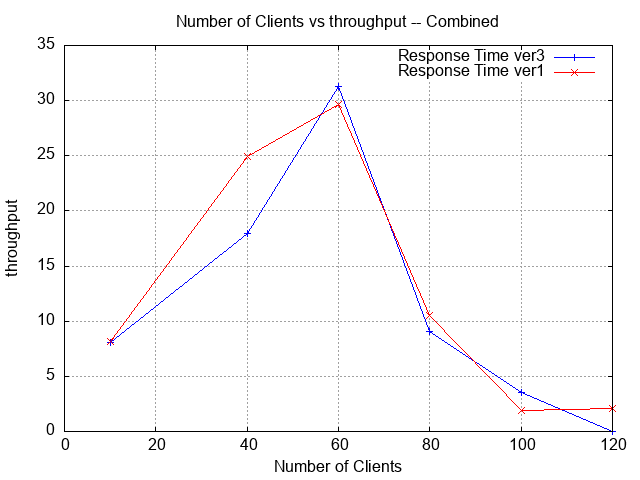 Number of Clients vs throughput -- Combined
Response Time ver3
Response Time ver1
35
30
25
20
15
10
5
0
throughput
0 20 40 60 80 100 120
Number of Clients